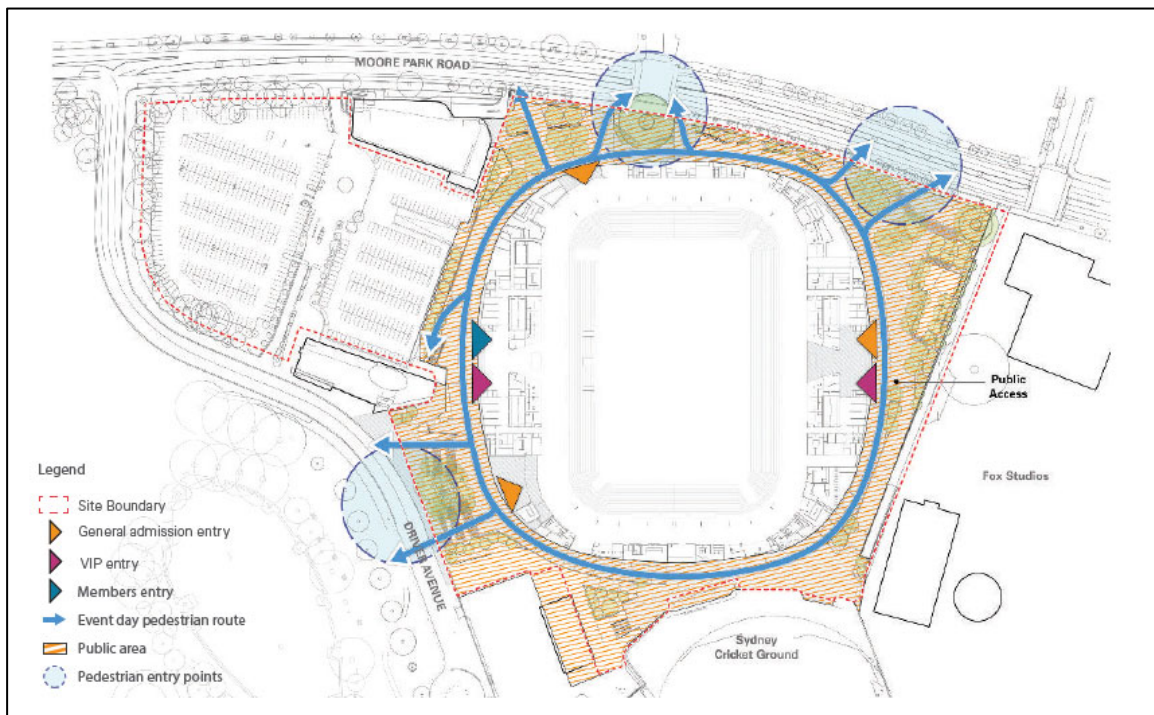 MOORE PARK ROAD
Public
Access
Fox Studios
DRIVER AVENUE
Sydney
Cricket Ground
Legend
Site Boundary
General admission entry
VIP entry
Members entry
Event day pedestrian route
Public area
Pedestrian entry points